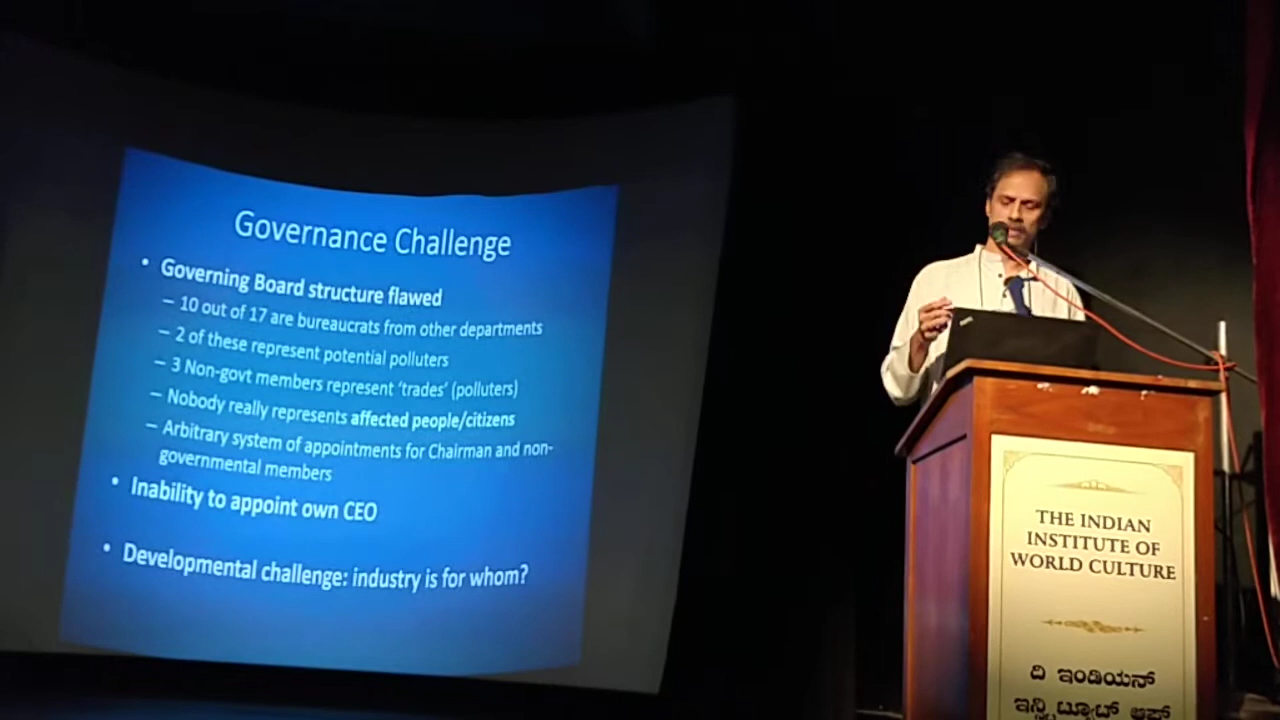 Governance Challenge
• Governing Board structure flawed
– 10 out of 17 are bureaucrats from other departments
– 2 of these represent potential polluters
– 3 Non-govt members represent ‘trades’ (polluters)
– Nobody really represents affected people/citizens
– Arbitrary system of appointments for Chairman and non-
governmental members
• Inability to appoint own CEO
• Developmental challenge: industry is for whom?
THE INDIAN
INSTITUTE OF
WORLD CULTURE
ದಿ ಇಂಡಿಯನ್
ಇನ್ಸ್ಟಿಟ್ಯೂಟ್ ಆಫ್